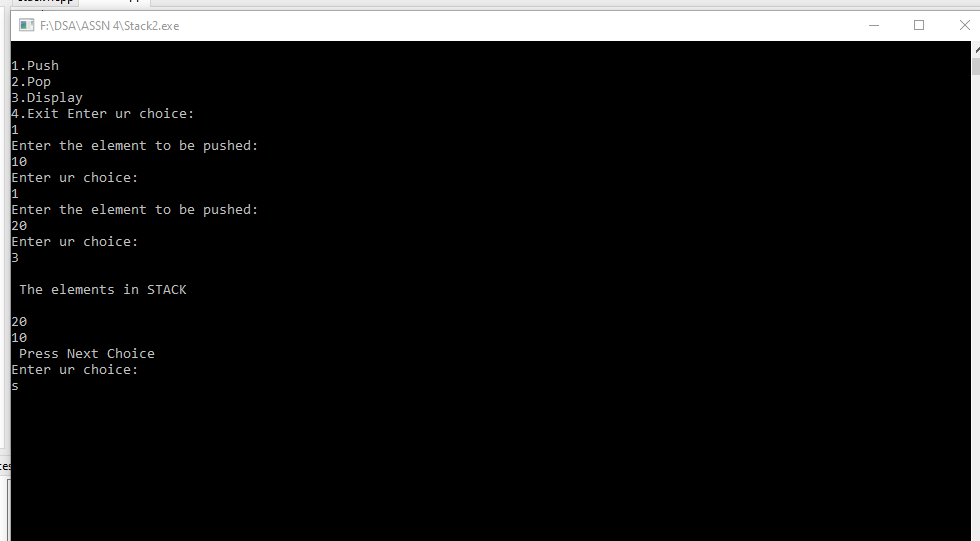 F:\DSA\ASSN 4\Stack2.exe
1.Push
2.Pop
3.Display
4.Exit Enter ur choice:
1
Enter the element to be pushed:
10
Enter ur choice:
1
Enter the element to be pushed:
20
Enter ur choice:
3
The elements in STACK
20
10
Press Next Choice
Enter ur choice:
s